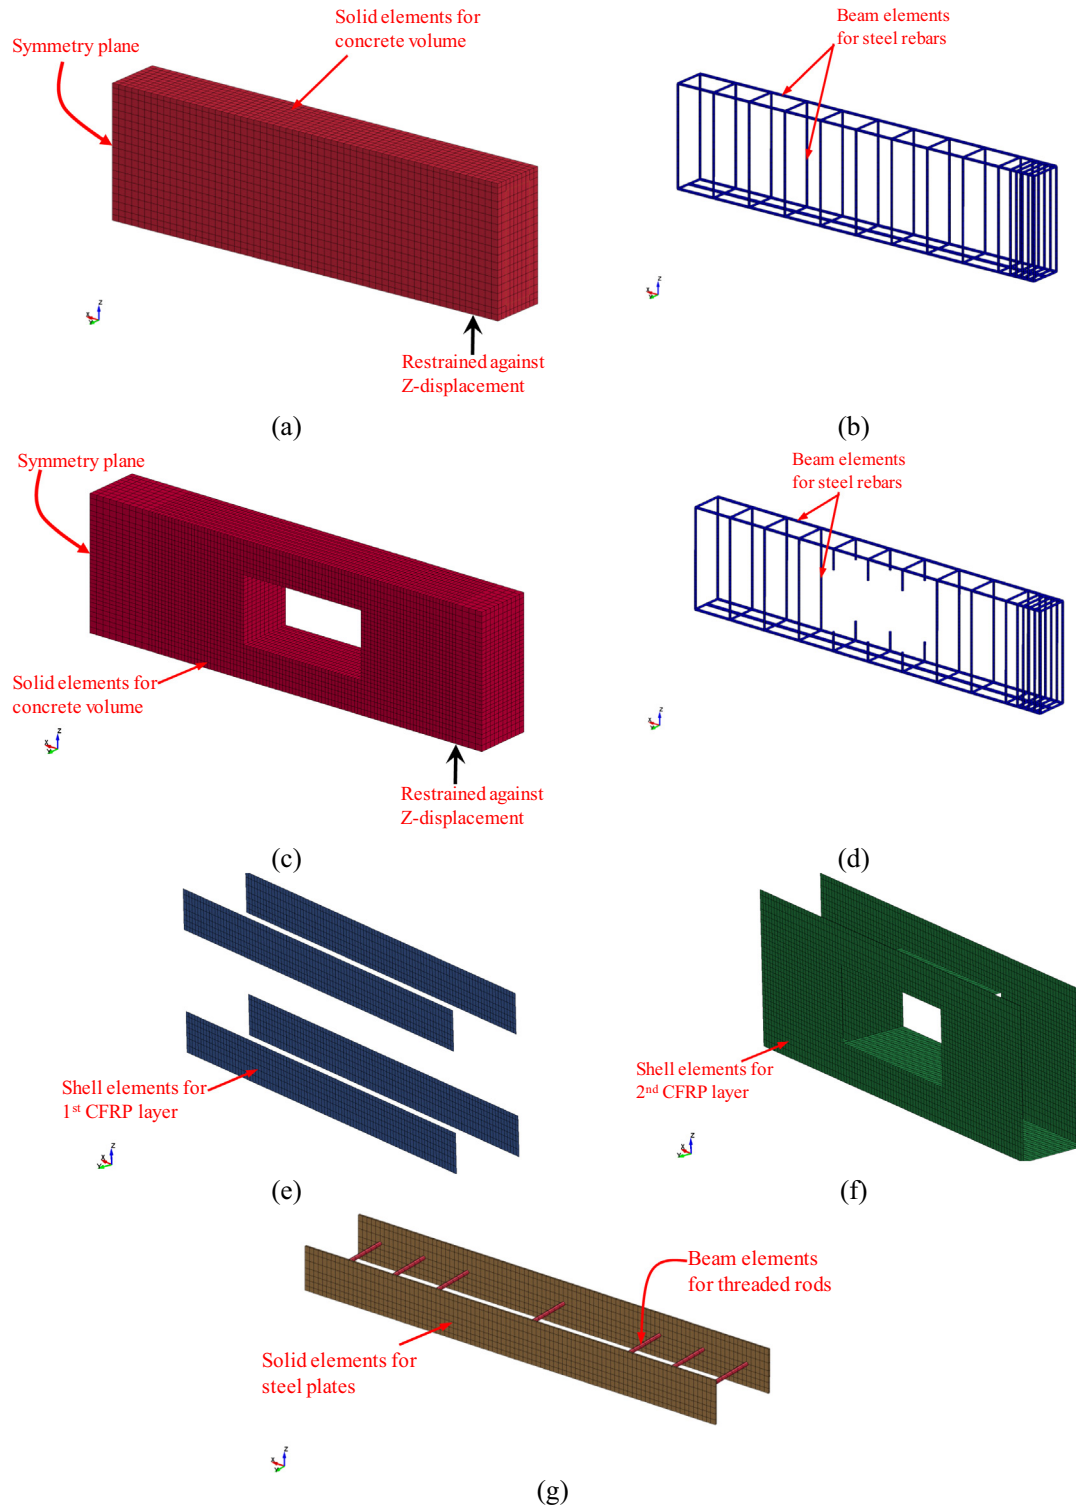 Solid elements for
concrete volume
Symmetry plane
Restrained against
Z-displacement
Z
X
Y
(a)
Beam elements
for steel rebars
Z
X
Y
(b)
Symmetry plane
Solid elements for
concrete volume
Restrained against
Z-displacement
Z
X
Y
(c)
Beam elements
for steel rebars
Z
X
Y
(d)
Shell elements for
1st CFRP layer
Z
X
Y
(e)
Shell elements for
2nd CFRP layer
Z
X
Y
(f)
Beam elements
for threaded rods
Solid elements for
steel plates
Z
X
Y
(g)